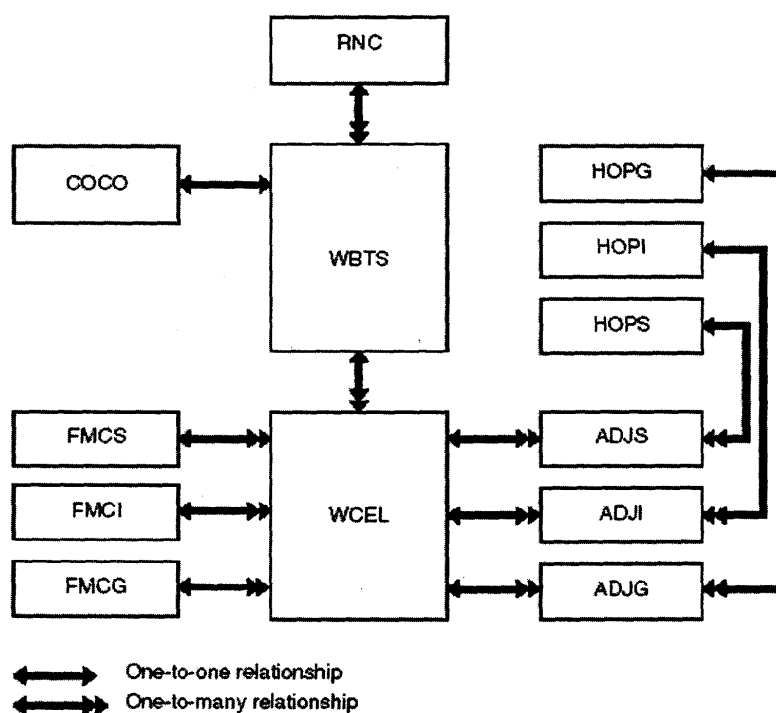 RNC
COCO
WBTS
HOPG
HOPI
HOPS
FMCS
FMCI
FMCG
WCEL
ADJS
ADJI
ADJG
One-to-one relationship
One-to-many relationship